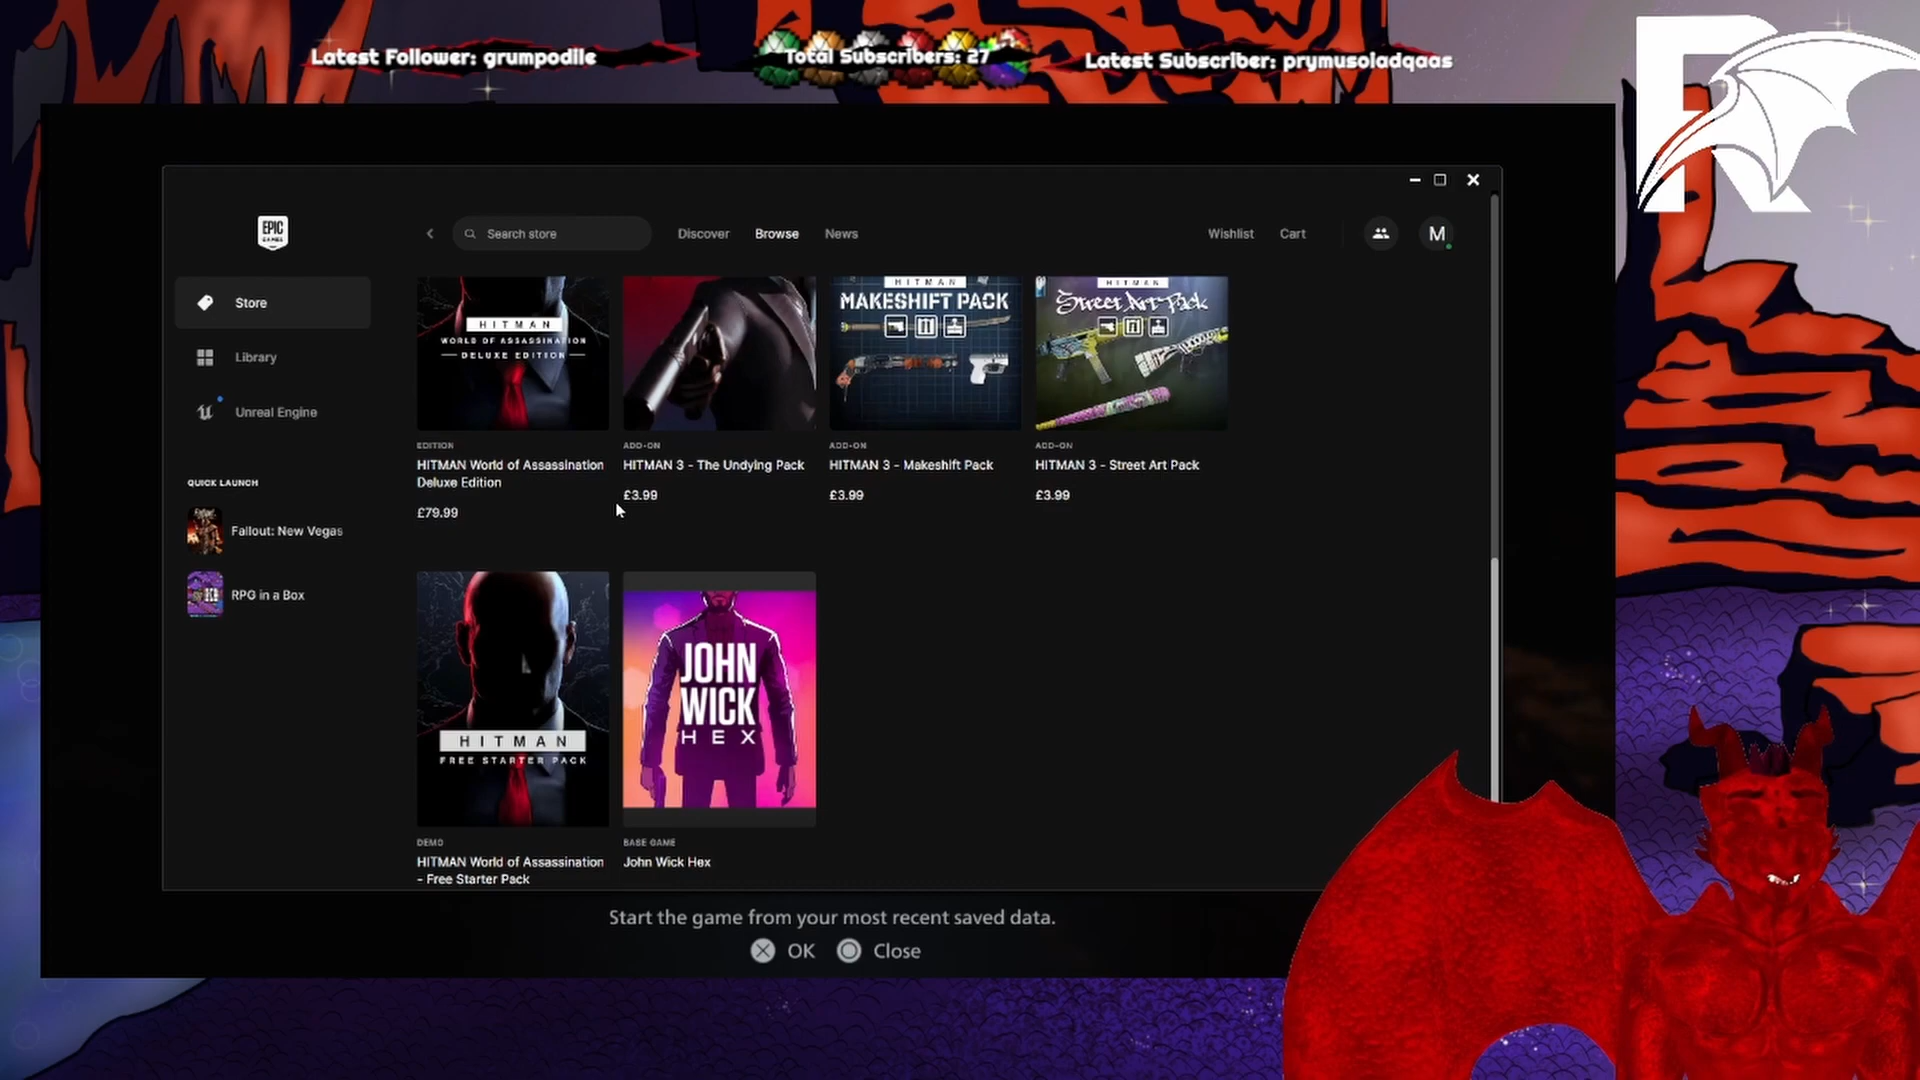 Latest Follower: grumpodile
Total Subscribers: 27
Latest Subscriber: prymusoladqaas
R
EPIC
GAMES
Search store
Discover
Browse
News
Wishlist
Cart
M
Store
Library
Unreal Engine
QUICK LAUNCH
Fallout: New Vegas
RPG in a Box
HITMAN
WORLD OF ASSASSINATION
DELUXE EDITION
HITMAN
MAKESHIFT PACK
HITMAN
Street Art Pack
EDITION
HITMAN World of Assassination
Deluxe Edition
£79.99
ADD-ON
HITMAN 3 - The Undying Pack
£3.99
ADD-ON
HITMAN 3 - Makeshift Pack
£3.99
ADD-ON
HITMAN 3 - Street Art Pack
£3.99
HITMAN
FREE STARTER PACK
JOHN
WICK
HEX
DEMO
HITMAN World of Assassination
- Free Starter Pack
BASE GAME
John Wick Hex
Start the game from your most recent saved data.
OK
Close